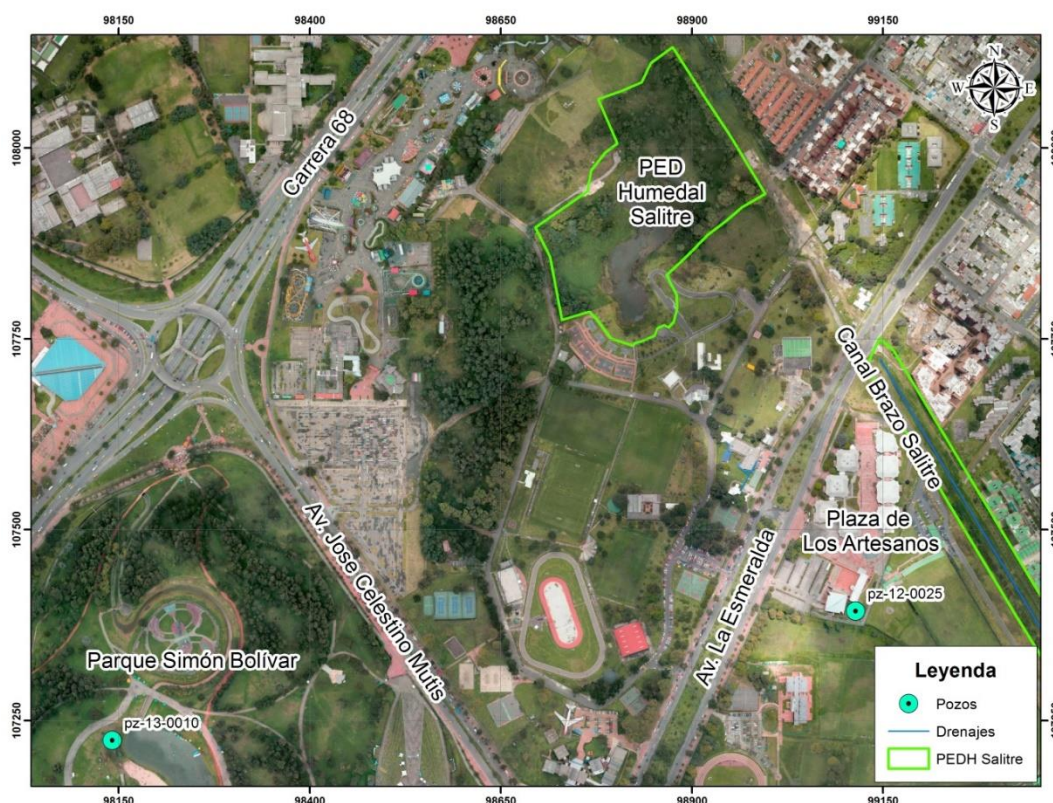 98150 98400 98650 98900 99150
N
W E
S
108000
Carrera 68
PED
Humedal
Salitre
107750
Canal Brazo Salitre
107500
Av. Jose Celestino Mutis
Av. La Esmeralda
Plaza de
Los Artesanos
pz-12-0025
Parque Simón Bolívar
pz-13-0010
107250
Leyenda
Pozos
Drenajes
PEDH Salitre
98150 98400 98650 98900 99150